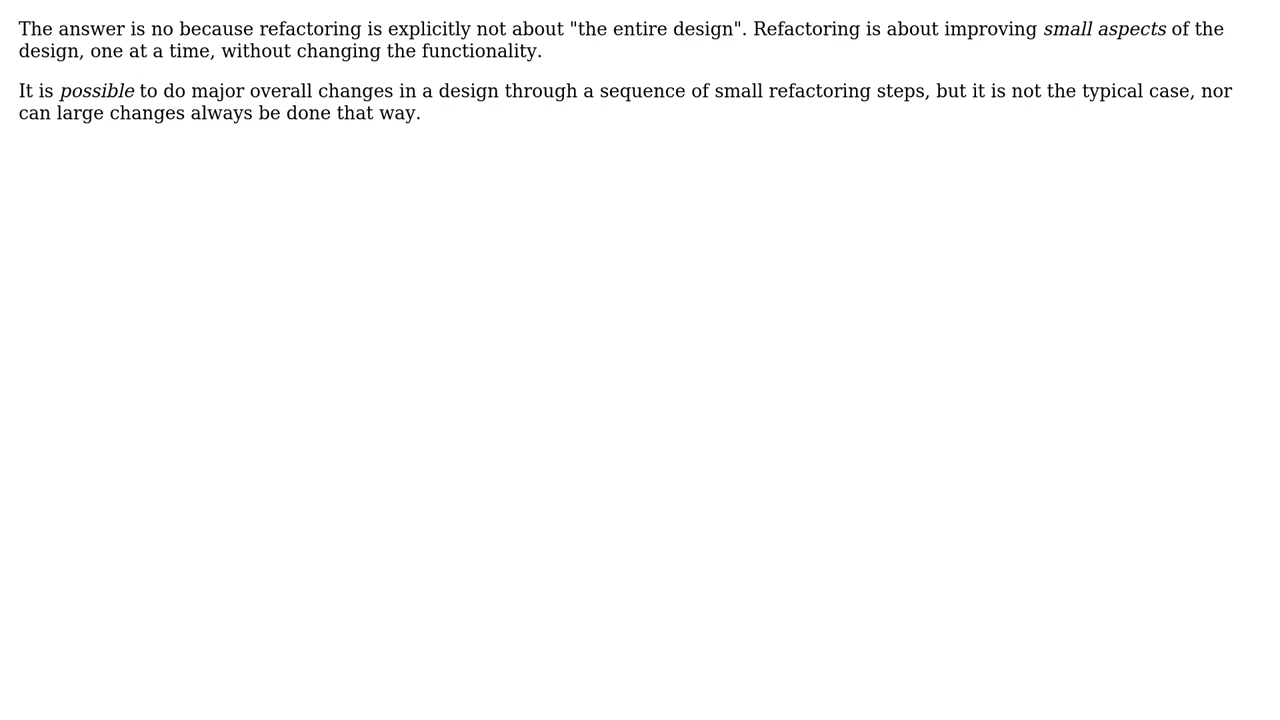 The answer is no because refactoring is explicitly not about "the entire design". Refactoring is about improving small aspects of the
design, one at a time, without changing the functionality.
It is possible to do major overall changes in a design through a sequence of small refactoring steps, but it is not the typical case, nor
can large changes always be done that way.